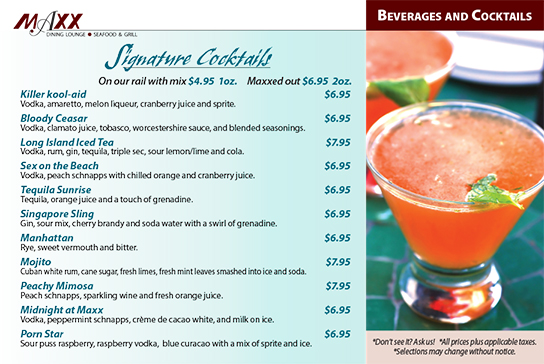 MAXX
DINING LOUNGE ● SEAFOOD & GRILL
BEVERAGES AND COCKTAILS
Signature Cocktails
On our rail with mix $4.95 1oz. Maxxed out $6.95 2oz.
Killer kool-aid $6.95
Vodka, amaretto, melon liqueur, cranberry juice and sprite.
Bloody Ceasar $6.95
Vodka, clamato juice, tobasco, worcestershire sauce, and blended seasonings.
Long Island Iced Tea $7.95
Vodka, rum, gin, tequila, triple sec, sour lemon/lime and cola.
Sex on the Beach $6.95
Vodka, peach schnapps with chilled orange and cranberry juice.
Tequila Sunrise $6.95
Tequila, orange juice and a touch of grenadine.
Singapore Sling $6.95
Gin, sour mix, cherry brandy and soda water with a swirl of grenadine.
Manhattan $6.95
Rye, sweet vermouth and bitter.
Mojito $7.95
Cuban white rum, cane sugar, fresh limes, fresh mint leaves smashed into ice and soda.
Peachy Mimosa $7.95
Peach schnapps, sparkling wine and fresh orange juice.
Midnight at Maxx $6.95
Vodka, peppermint schnapps, crème de cacao white, and milk on ice.
Porn Star $6.95
Sour puss raspberry, raspberry vodka, blue curacao with a mix of sprite and ice.
*Don't see it? Ask us! *All prices plus applicable taxes.
*Selections may change without notice.